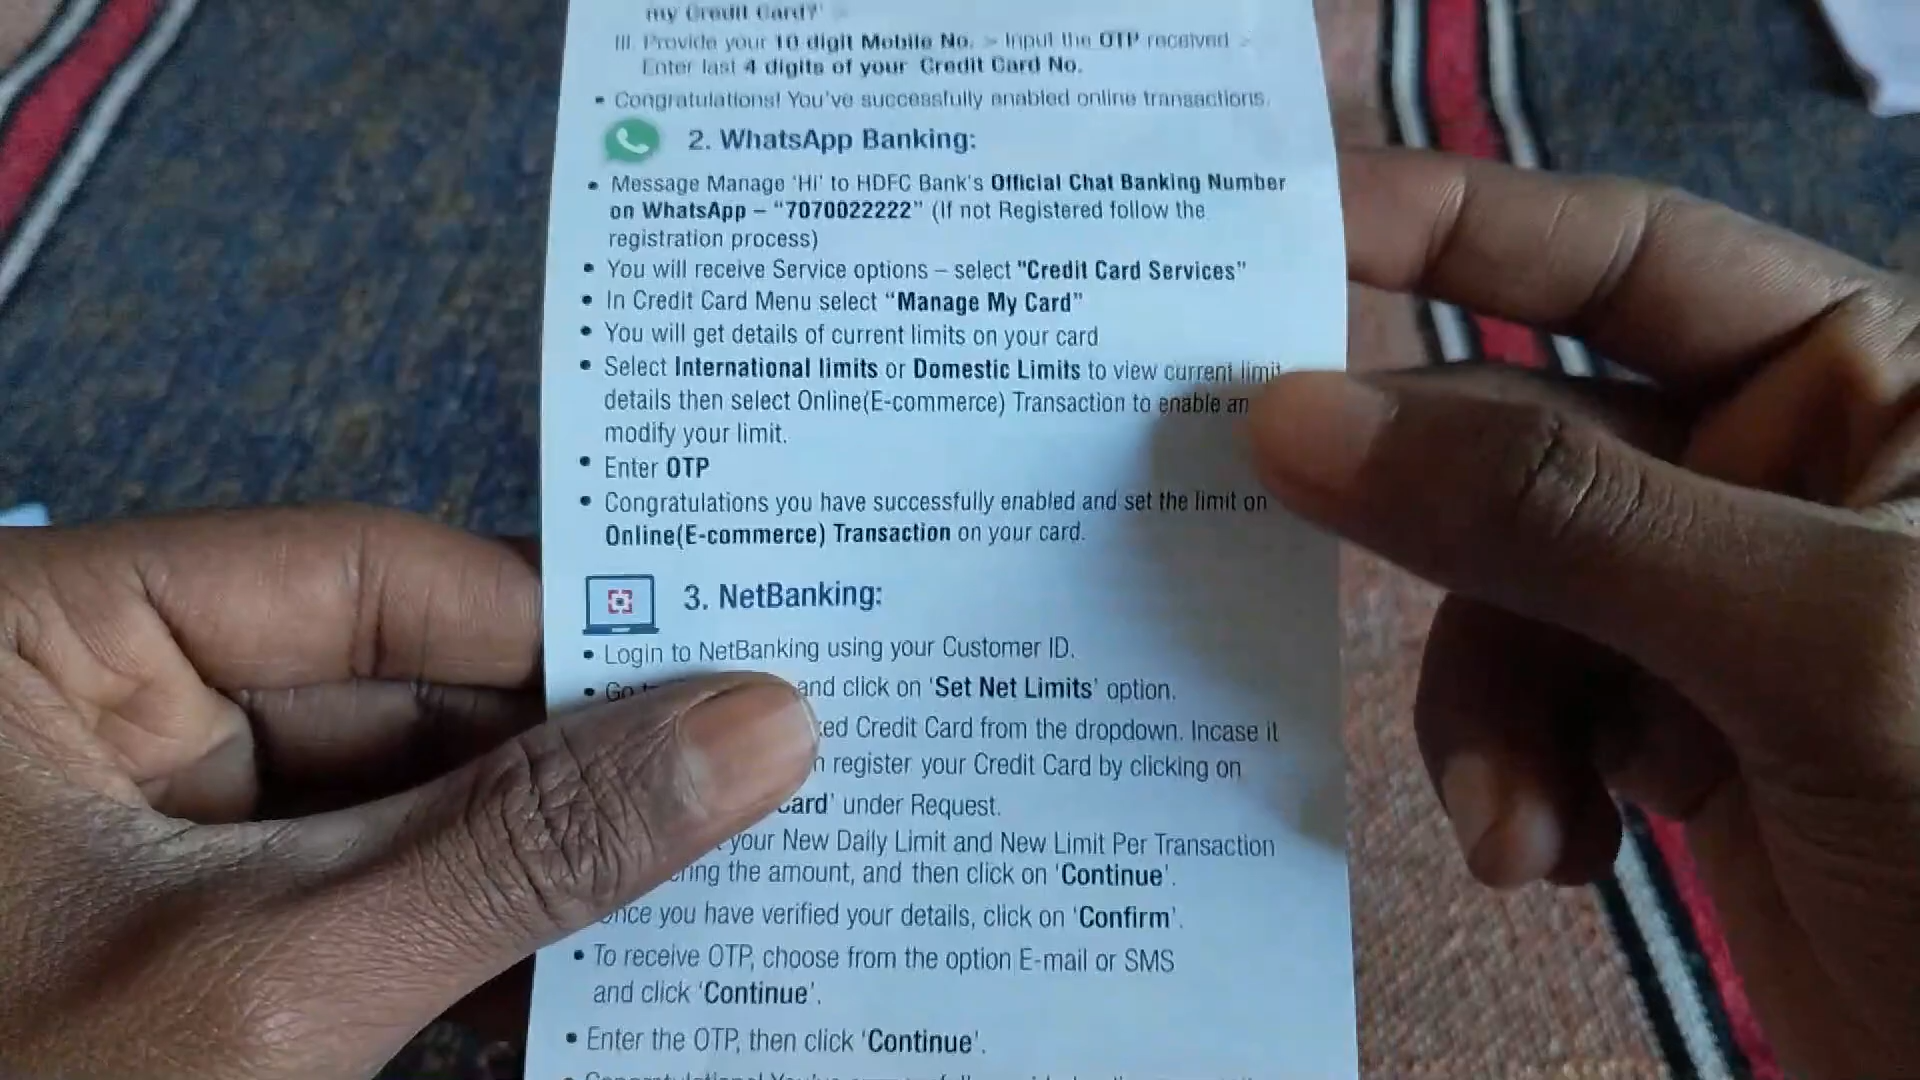 my Credit Card?' >
III. Provide your 10 digit Mobile No. > Input the OTP received >
Enter last 4 digits of your Credit Card No.
• Congratulations! You've successfully enabled online transactions.
2. WhatsApp Banking:
• Message Manage 'Hi' to HDFC Bank's Official Chat Banking Number
on WhatsApp – “7070022222” (If not Registered follow the
registration process)
• You will receive Service options – select "Credit Card Services"
• In Credit Card Menu select “Manage My Card”
• You will get details of current limits on your card
• Select International limits or Domestic Limits to view current limit
details then select Online(E-commerce) Transaction to enable an
modify your limit.
• Enter OTP
• Congratulations you have successfully enabled and set the limit on
Online(E-commerce) Transaction on your card.
3. NetBanking:
• Login to NetBanking using your Customer ID.
• Go and click on 'Set Net Limits' option.
Credit Card from the dropdown. Incase it
register your Credit Card by clicking on
under Request.
your New Daily Limit and New Limit Per Transaction
the amount, and then click on 'Continue'.
you have verified your details, click on 'Confirm'.
• To receive OTP, choose from the option E-mail or SMS
and click 'Continue'.
• Enter the OTP, then click 'Continue'.